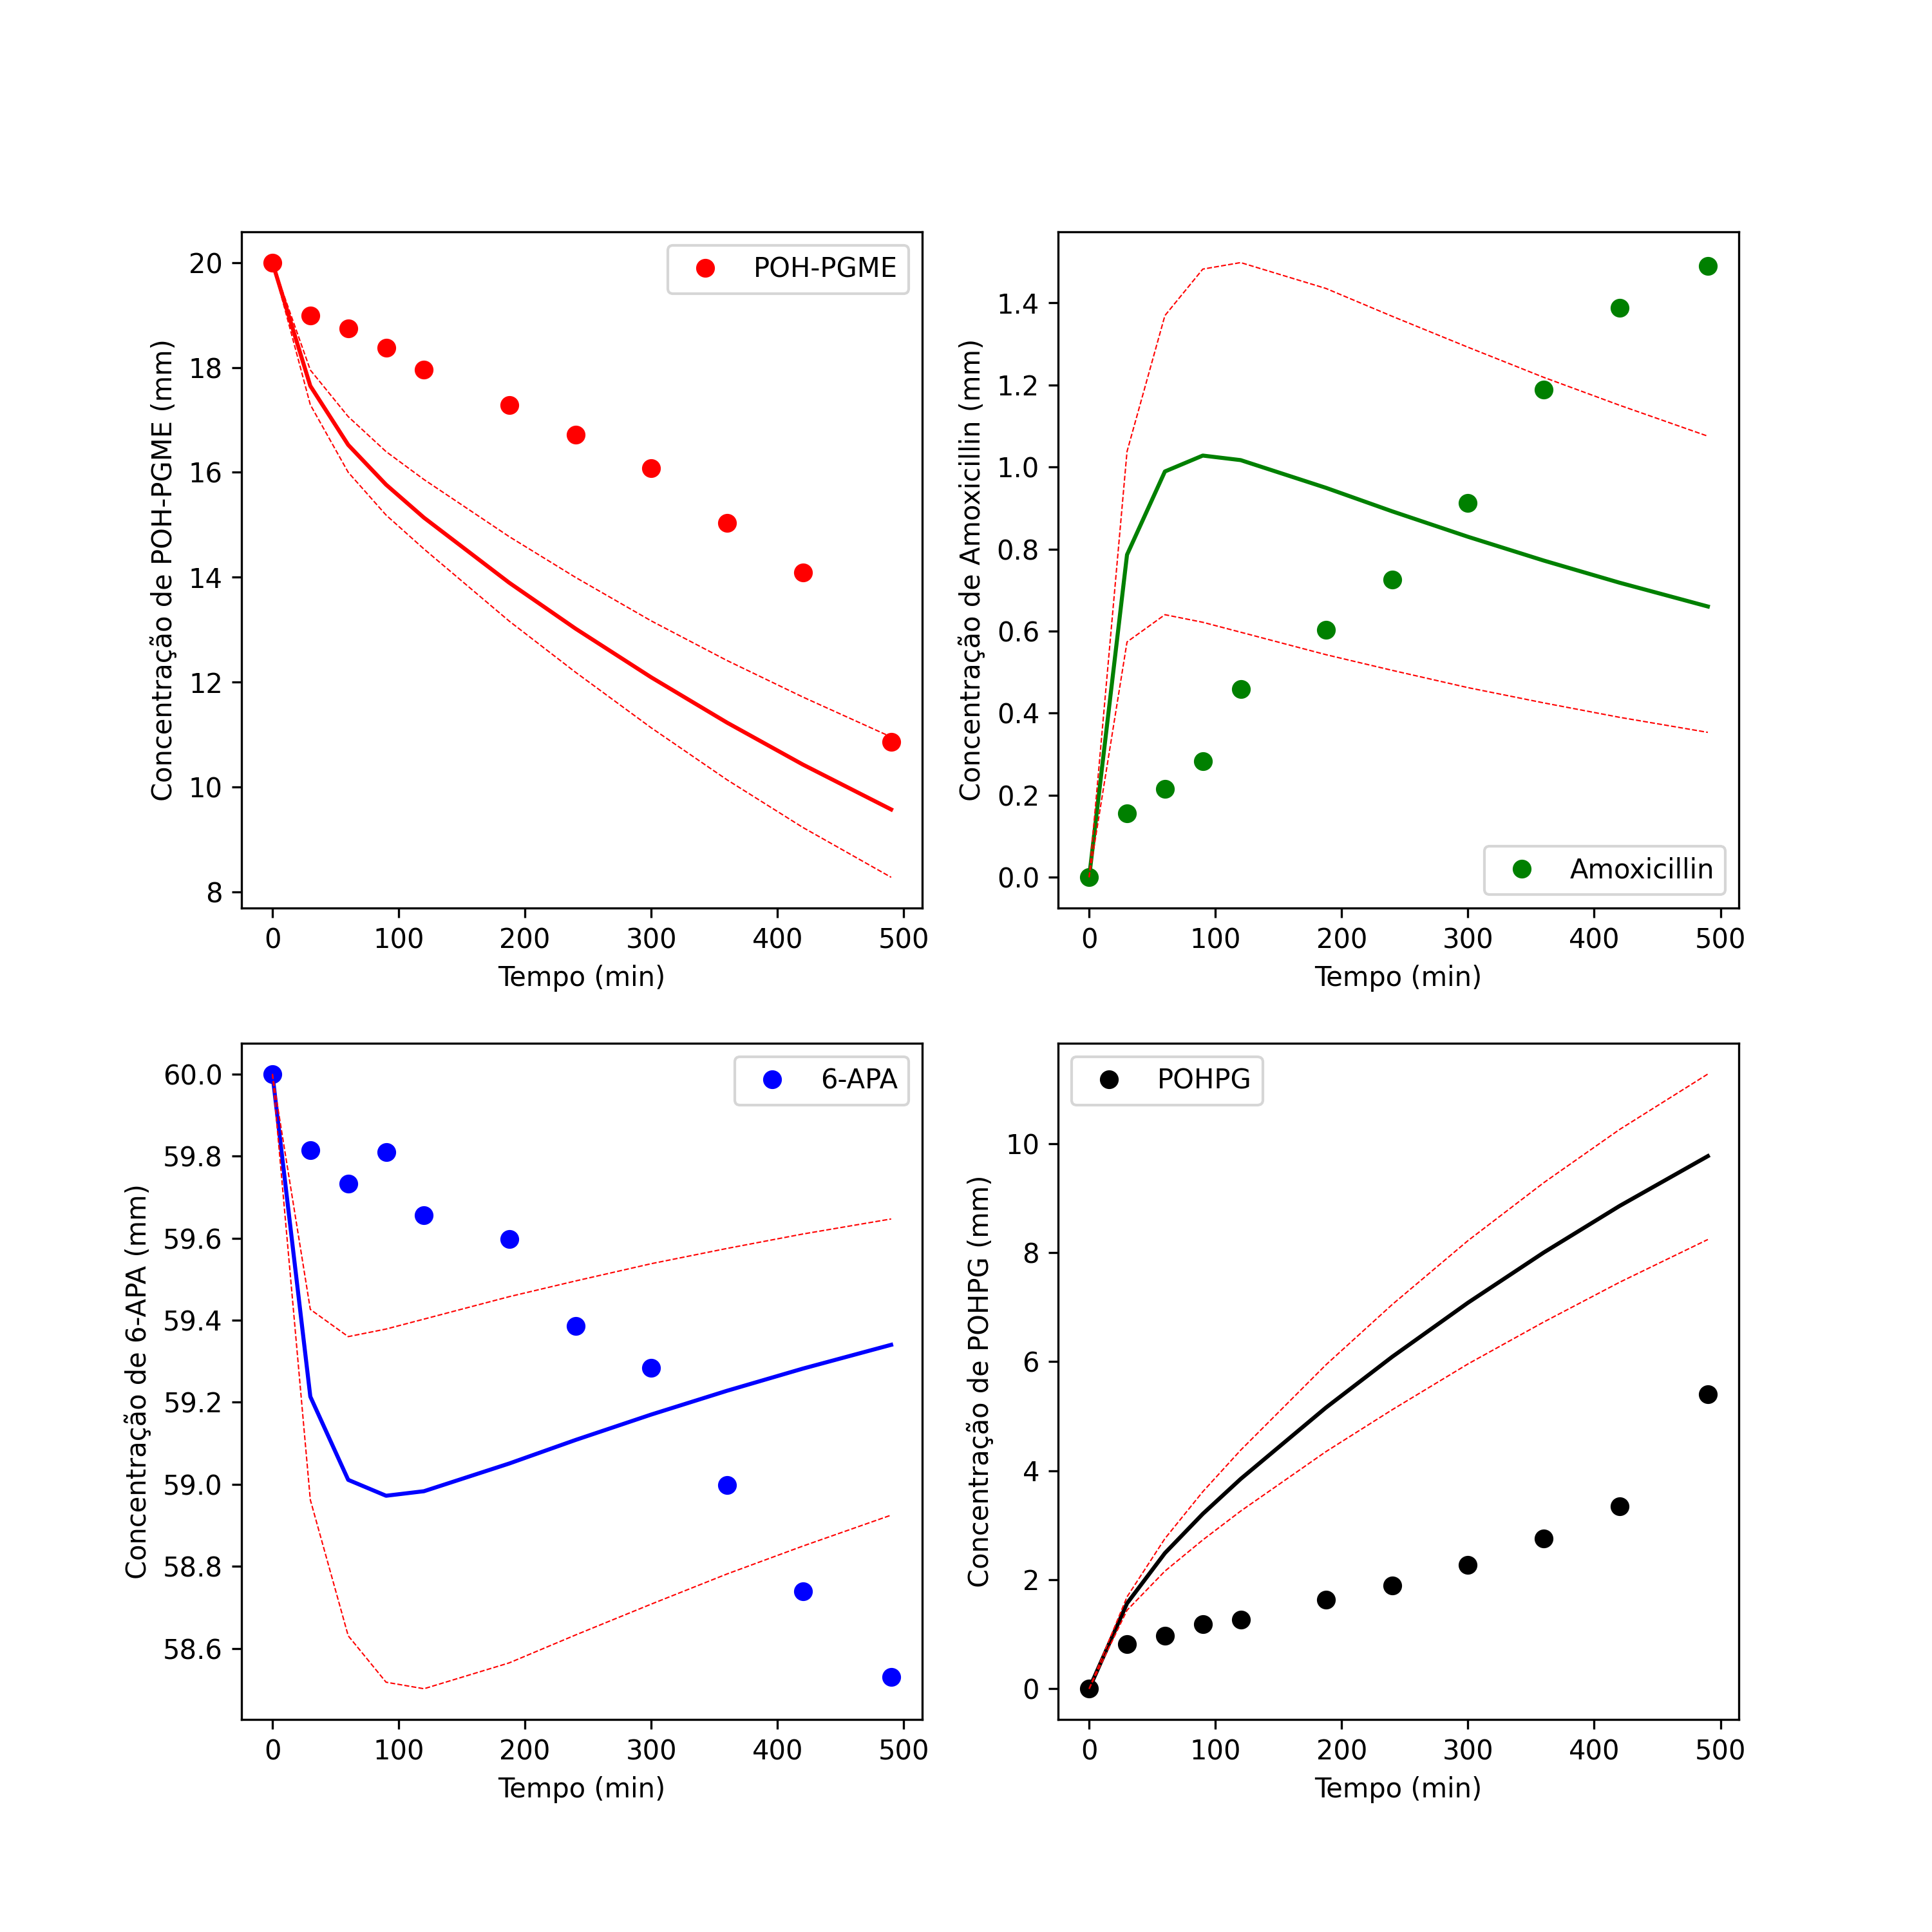 POH-PGME
20
18
16
14
12
10
8
Concentração de POH-PGME (mm)
0 100 200 300 400 500
Tempo (min)
1.4
1.2
1.0
0.8
0.6
0.4
0.2
0.0
Concentração de Amoxicillin (mm)
Amoxicillin
0 100 200 300 400 500
Tempo (min)
6-APA
60.0
59.8
59.6
59.4
59.2
59.0
58.8
58.6
Concentração de 6-APA (mm)
0 100 200 300 400 500
Tempo (min)
POHPG
10
8
6
4
2
0
Concentração de POHPG (mm)
0 100 200 300 400 500
Tempo (min)